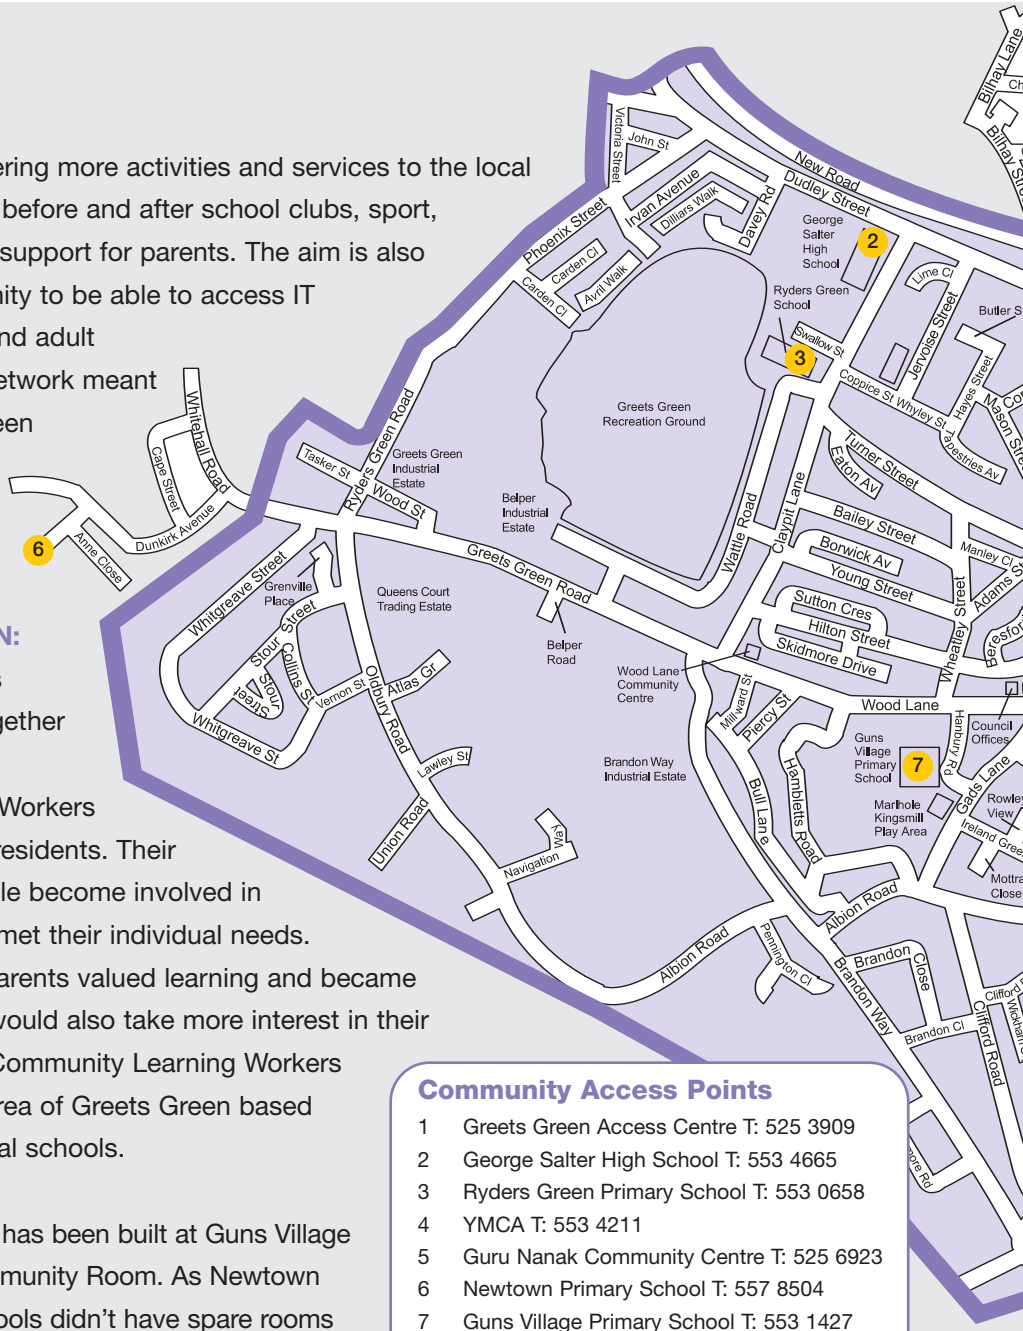 ering more activities and services to the local
before and after school clubs, sport,
support for parents. The aim is also
nity to be able to access IT
nd adult
etwork meant
een
N:
s
gether
Workers
residents. Their
le become involved in
met their individual needs.
arents valued learning and became
would also take more interest in their
Community Learning Workers
rea of Greets Green based
al schools.
has been built at Guns Village
munity Room. As Newtown
ools didn't have spare rooms
Bilhay Lane
Ch
Bilhay Str
Victoria Street
John St
New Road
Dudley Street
Phoenix Street
Irvan Avenue
Dilliars Walk
Davey Rd
George
Salter
High
School
2
Carden Cl
Carden Cl
Avril Walk
Lime Cl
Ryders Green
School
Swallow St
3
Jervoise Street
Butler S
Coppice St
Whyley St
Hayes Street
Mason Stre
Co
Tapestries Av
Greets Green
Recreation Ground
Whitehall Road
Cape Street
Dunkirk Avenue
Anne Close
6
Tasker St
Ryders Green Road
Wood St
Greets Green
Industrial
Estate
Belper
Industrial
Estate
Turner Street
Eaton Av
Claypit Lane
Wattle Road
Bailey Street
Borwick Av
Young Street
Manley Cl
Adams St
Wheatley Street
Beresfor
Sutton Cres
Hilton Street
Skidmore Drive
Greets Green Road
Whitgreave Street
Grenville
Place
Queens Court
Trading Estate
Stour Street
Collins St
Stour
Street
Vernon St
Whitgreave St
Oldbury Road
Atlas Gr
Belper
Road
Wood Lane
Community
Centre
Millward St
Piercy St
Wood Lane
Council
Offices
Hanbury Rd
Guns
Village
Primary
School
7
Gads Lane
Rowley
View
Marlhole
Kingsmill
Play Area
Ireland Gree
Mottra
Close
Brandon Way
Industrial Estate
Lawley St
Union Road
Navigation
Way
Bull Lane
Hambletts Road
Albion Road
Albion Road
Pennington Cl
Brandon Way
Brandon
Close
Brandon Cl
Clifford
Wickham
Clifford Road
more Rd
Community Access Points
1 Greets Green Access Centre T: 525 3909
2 George Salter High School T: 553 4665
3 Ryders Green Primary School T: 553 0658
4 YMCA T: 553 4211
5 Guru Nanak Community Centre T: 525 6923
6 Newtown Primary School T: 557 8504
7 Guns Village Primary School T: 553 1427